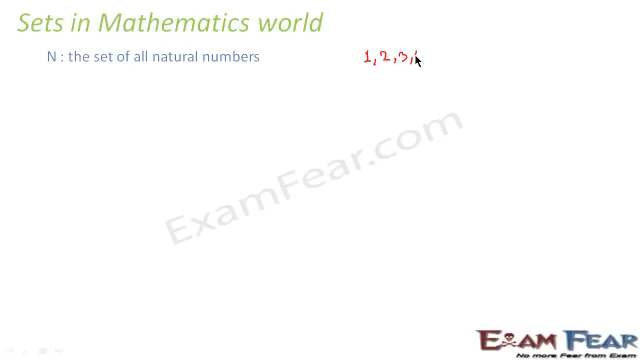 Sets in Mathematics world
N : the set of all natural numbers 1, 2, 3,
ExamFear.com
EXAM FEAR
No more Fear from Exam